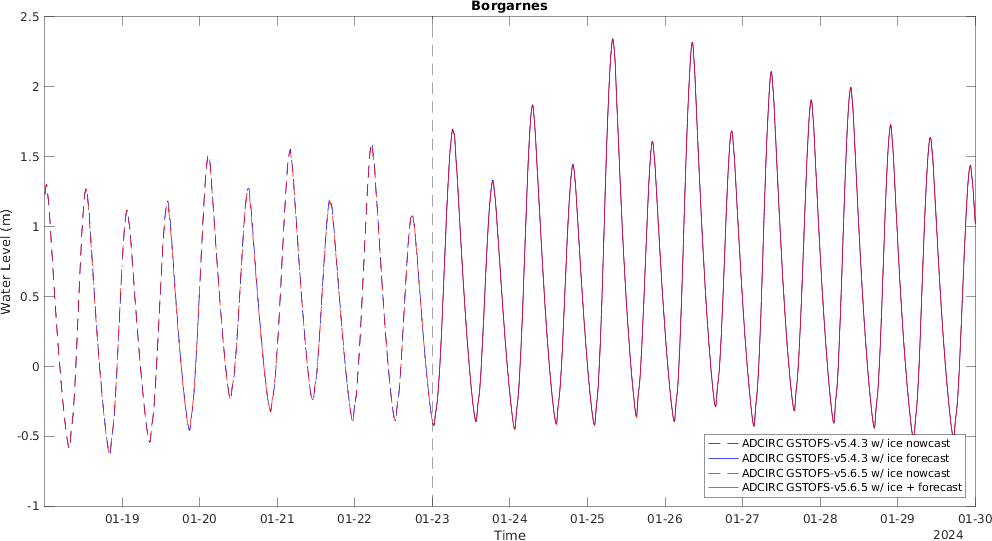 Borgarnes
2.5
2
1.5
1
0.5
0
-0.5
-1
Water Level (m)
ADCIRC GSTOFS-v5.4.3 w/ ice nowcast
ADCIRC GSTOFS-v5.4.3 w/ ice forecast
ADCIRC GSTOFS-v5.6.5 w/ ice nowcast
ADCIRC GSTOFS-v5.6.5 w/ ice + forecast
01-19 01-20 01-21 01-22 01-23 01-24 01-25 01-26 01-27 01-28 01-29 01-30
Time
2024